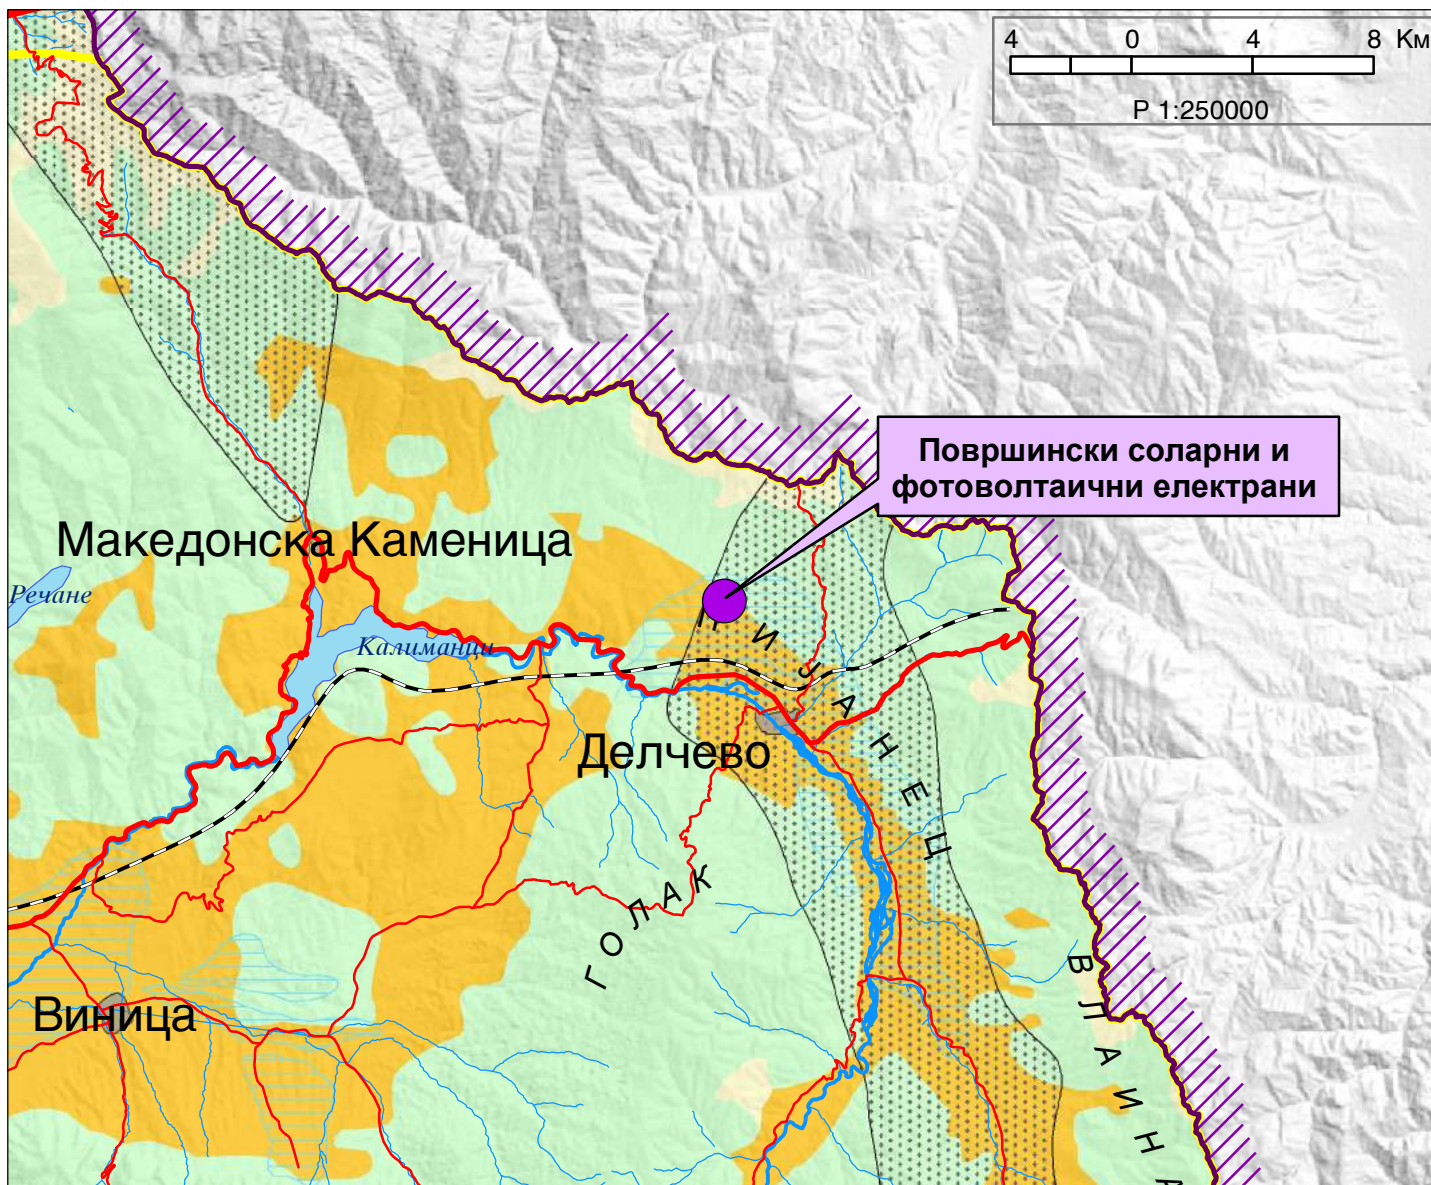 4 0 4 8 Км
Р 1:250000
Површински соларни и
фотоволтаични електрани
Македонска Каменица
Речане
Калиманци
ПИЈАНЕЦ
Делчево
ГОЛАК
ВЛАИНА
Виница